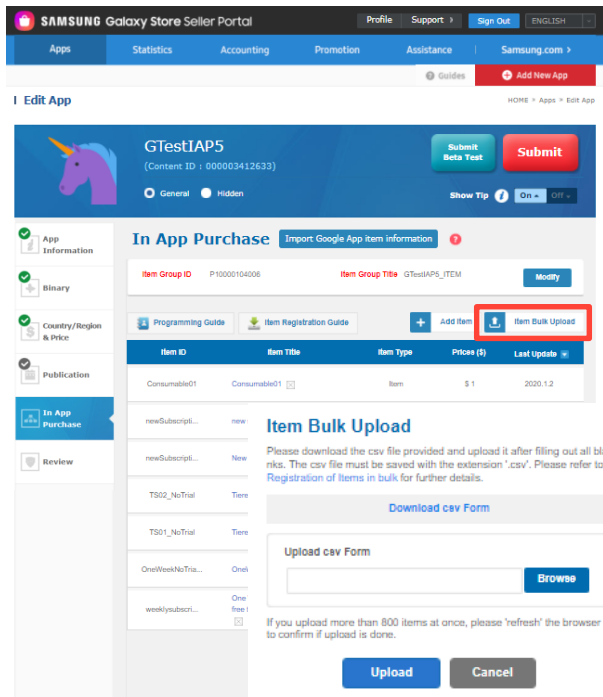 SAMSUNG Galaxy Store Seller Portal
Profile Support > Sign Out ENGLISH
Apps Statistics Accounting Promotion Assistance Samsung.com >
Guides Add New App
Edit App
HOME > Apps > Edit App
GTestIAP5
(Content ID : 000003412633)
General Hidden
Submit
Beta Test
Submit
Show Tip On Off
App
Information
Binary
Country/Region
& Price
Publication
In App
Purchase
Review
In App Purchase Import Google App item information ?
Item Group ID P10000104006 Item Group Title GTestIAP5_ITEM Modify
Programming Guide Item Registration Guide Add Item Item Bulk Upload
Item ID Item Title Item Type Prices ($) Last Update
Consumable01 Consumable01 Item $ 1 2020.1.2
newSubscripti... new
newSubscripti... New
TS02_NoTrial Tiere
TS01_NoTrial Tiere
OneWeekNoTria... OneW
weeklysubscri... One
free
Item Bulk Upload
Please download the csv file provided and upload it after filling out all bla
nks. The csv file must be saved with the extension '.csv'. Please refer to
Registration of Items in bulk for further details.
Download csv Form
Upload csv Form
Browse
If you upload more than 800 items at once, please 'refresh' the browser
to confirm if upload is done.
Upload Cancel